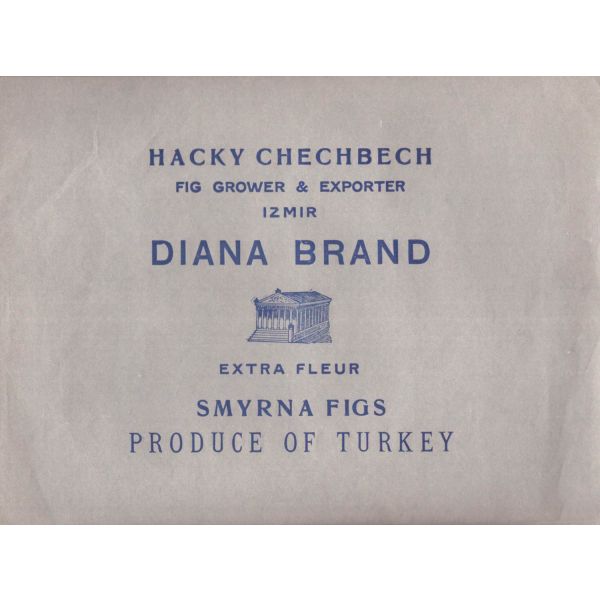 HACKY CHECHBECH
FIG GROWER & EXPORTER
IZMIR
DIANA BRAND
EXTRA FLEUR
SMYRNA FIGS
PRODUCE OF TURKEY